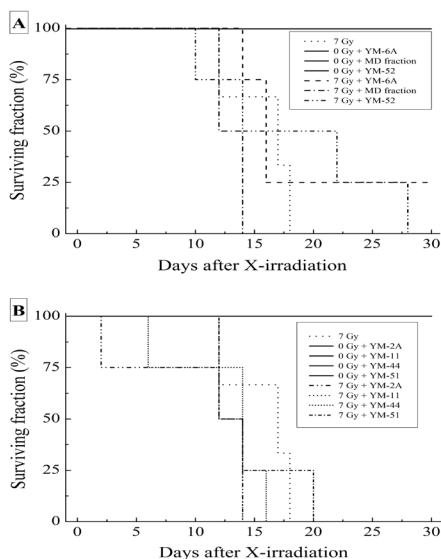 A
100
75
50
25
0
Surviving fraction (%)
7 Gy
0 Gy + YM-6A
0 Gy + MD fraction
0 Gy + YM-52
7 Gy + YM-6A
7 Gy + MD fraction
7 Gy + YM-52
0 5 10 15 20 25 30
Days after X-irradiation
B
100
75
50
25
0
Surviving fraction (%)
7 Gy
0 Gy + YM-2A
0 Gy + YM-11
0 Gy + YM-44
0 Gy + YM-51
7 Gy + YM-2A
7 Gy + YM-11
7 Gy + YM-44
7 Gy + YM-51
0 5 10 15 20 25 30
Days after X-irradiation